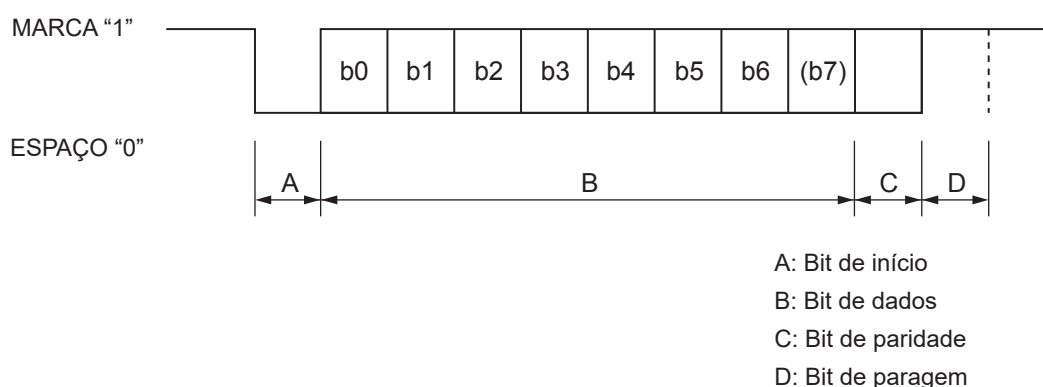 MARCA “1”
b0 b1 b2 b3 b4 b5 b6 (b7)
ESPAÇO “0”
A B C D
A: Bit de início
B: Bit de dados
C: Bit de paridade
D: Bit de paragem